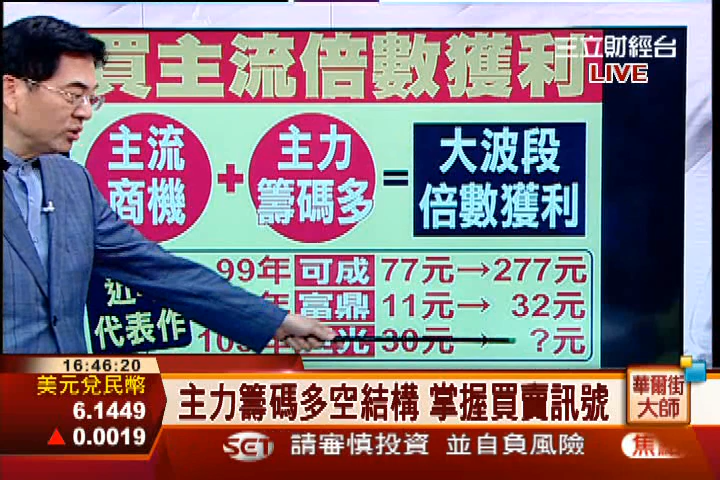 買主流倍數獲利
三立財經台
LIVE
主流
商機
+
主力
籌碼多
=
大波段
倍數獲利
代表作
99年 可成 77元→277元
年 富鼎 11元→ 32元
光 30元→ ?元
16:46:20
美元兌民幣
6.1449
▲ 0.0019
主力籌碼多空結構 掌握買賣訊號
華爾街
大師
SET 請審慎投資 並自負風險